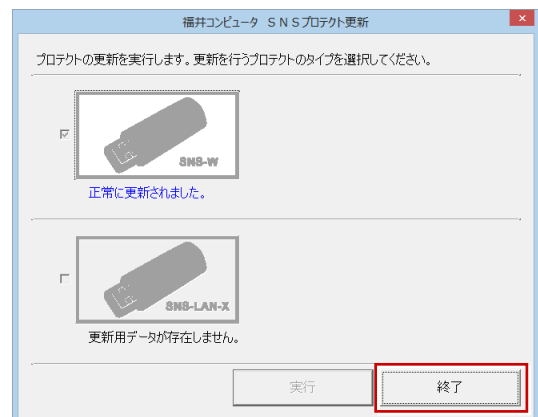 福井コンピュータ SNSプロテクト更新
プロテクトの更新を実行します。更新を行うプロテクトのタイプを選択してください。
SNS-W
正常に更新されました。
SNS-LAN-X
更新用データが存在しません。
実行
終了